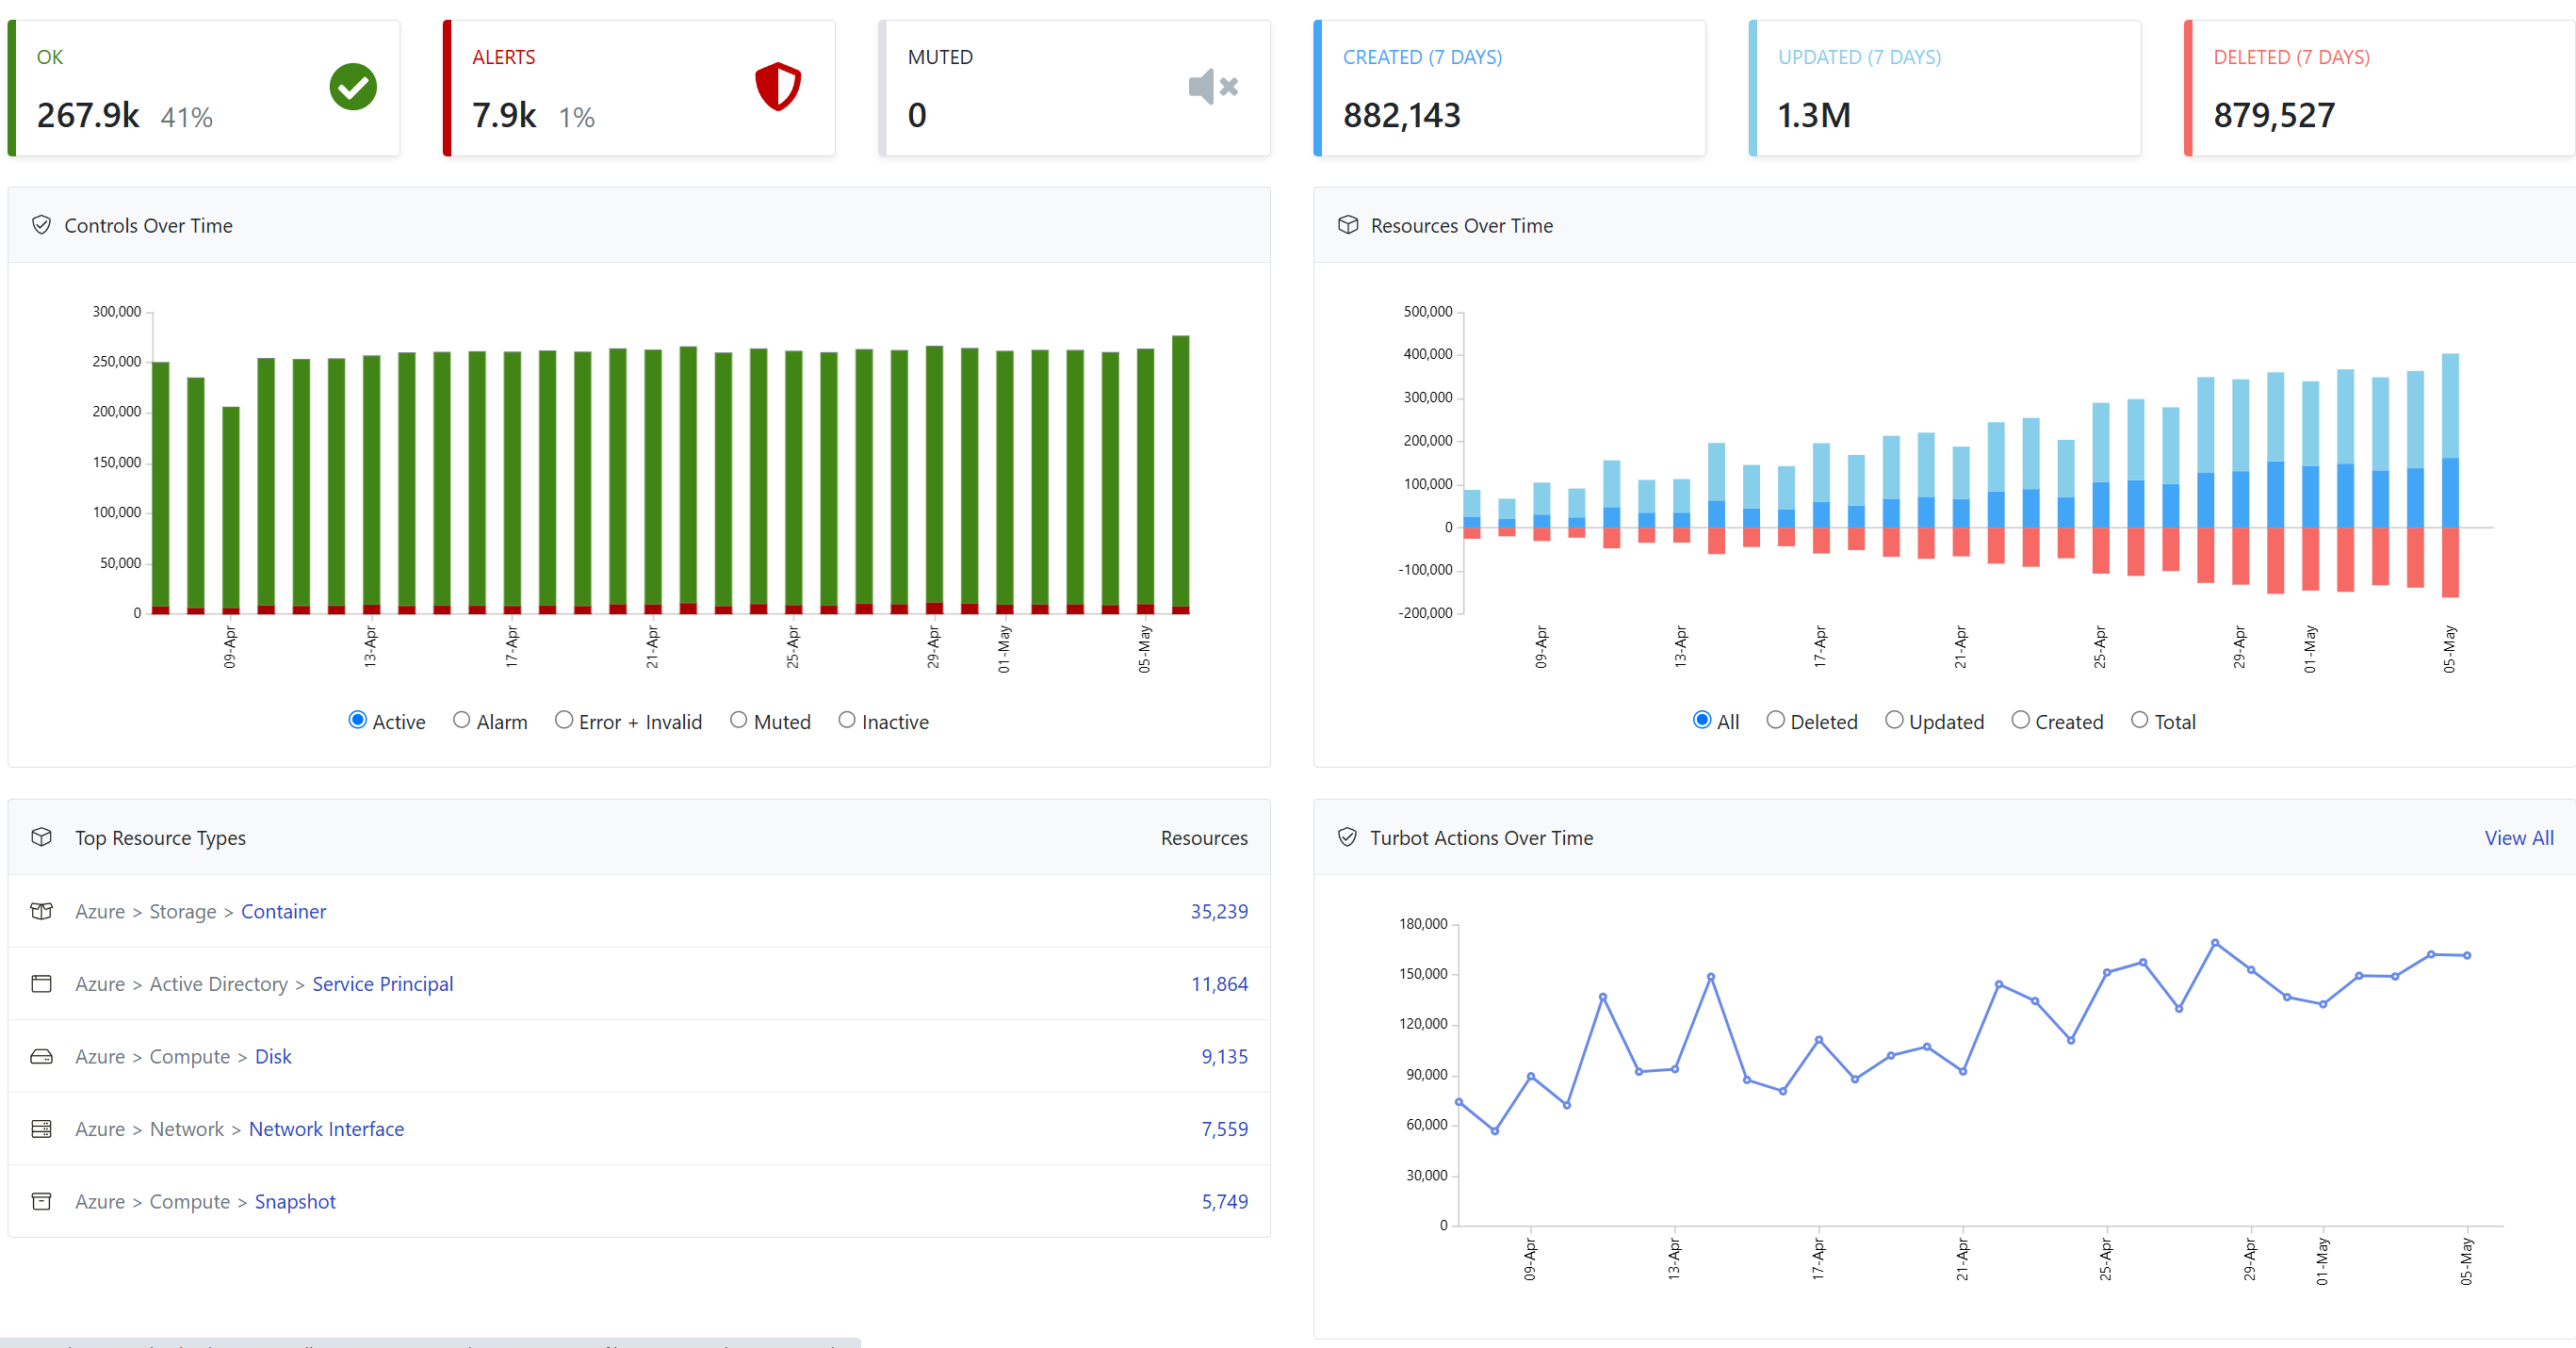 OK
267.9k 41%
ALERTS
7.9k 1%
MUTED
0
CREATED (7 DAYS)
882,143
UPDATED (7 DAYS)
1.3M
DELETED (7 DAYS)
879,527
Controls Over Time
300,000
250,000
200,000
150,000
100,000
50,000
0
09-Apr
13-Apr
17-Apr
21-Apr
25-Apr
29-Apr
01-May
05-May
Active Alarm Error + Invalid Muted Inactive
Resources Over Time
500,000
400,000
300,000
200,000
100,000
0
-100,000
-200,000
09-Apr
13-Apr
17-Apr
21-Apr
25-Apr
29-Apr
01-May
05-May
All Deleted Updated Created Total
Top Resource Types Resources
Azure > Storage > Container 35,239
Azure > Active Directory > Service Principal 11,864
Azure > Compute > Disk 9,135
Azure > Network > Network Interface 7,559
Azure > Compute > Snapshot 5,749
Turbot Actions Over Time View All
180,000
150,000
120,000
90,000
60,000
30,000
0
09-Apr
13-Apr
17-Apr
21-Apr
25-Apr
29-Apr
01-May
05-May